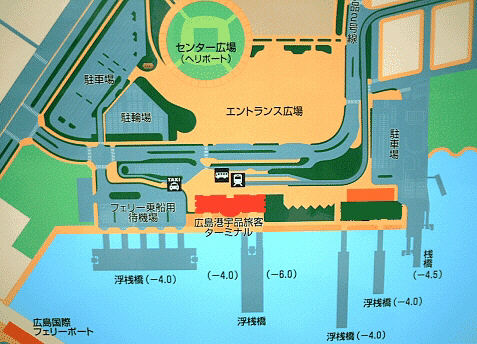 センター広場
(ヘリポート)
品2号線
駐車場
駐輪場
エントランス広場
駐車場
TAXI
フェリー乗船用
待機場
広島港宇品旅客
ターミナル
桟橋
(-4.5)
浮桟橋(-4.0)
(-4.0)
(-6.0)
浮桟橋
浮桟橋(-4.0)
(-4.0)
浮桟橋
広島国際
フェリーポート